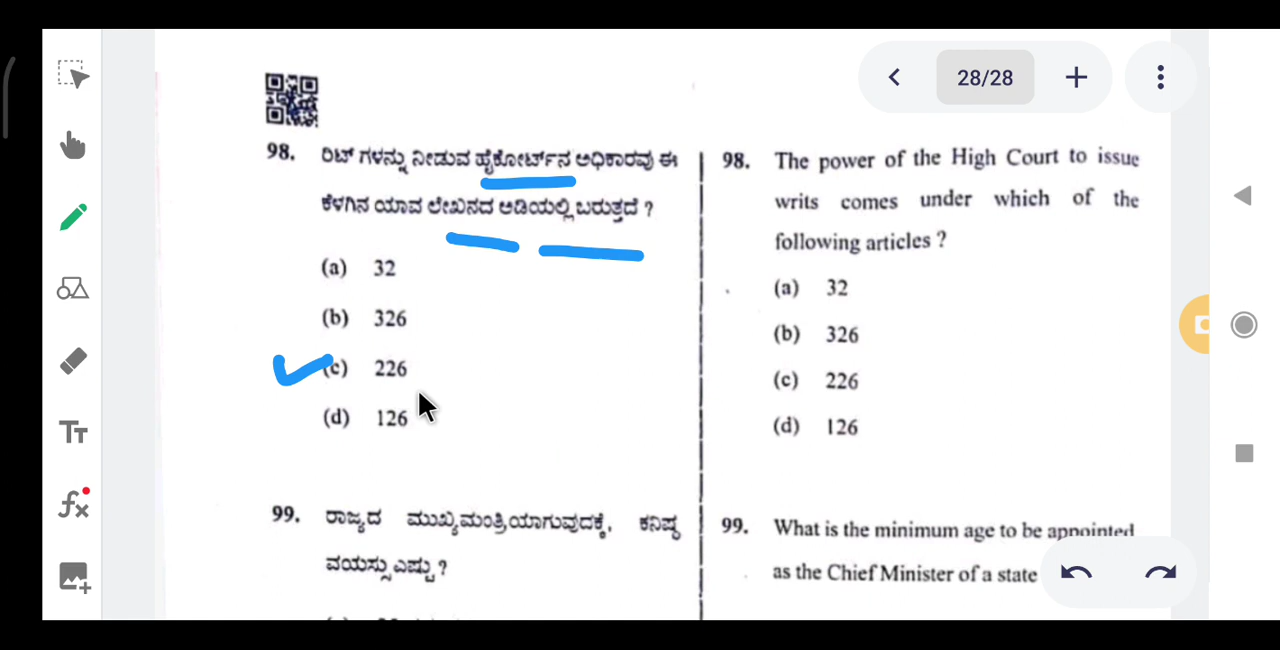 28/28
98. ರಿಟ್ ಗಳನ್ನು ನೀಡುವ ಹೈಕೋರ್ಟ್‌ನ ಅಧಿಕಾರವು ಈ
ಕೆಳಗಿನ ಯಾವ ಲೇಖನದ ಅಡಿಯಲ್ಲಿ ಬರುತ್ತದೆ ?
(a) 32
(b) 326
(c) 226
(d) 126
99. ರಾಜ್ಯದ ಮುಖ್ಯಮಂತ್ರಿಯಾಗುವುದಕ್ಕೆ, ಕನಿಷ್ಠ
ವಯಸ್ಸು ಎಷ್ಟು ?
98. The power of the High Court to issue
writs comes under which of the
following articles ?
(a) 32
(b) 326
(c) 226
(d) 126
99. What is the minimum age to be appointed
as the Chief Minister of a state
Tт
fx